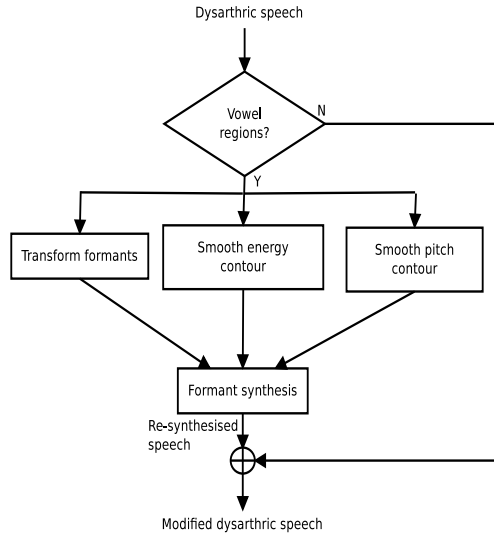 Dysarthric speech
Vowel
regions?
N
Y
Transform formants
Smooth energy
contour
Smooth pitch
contour
Formant synthesis
Re-synthesised
speech
Modified dysarthric speech